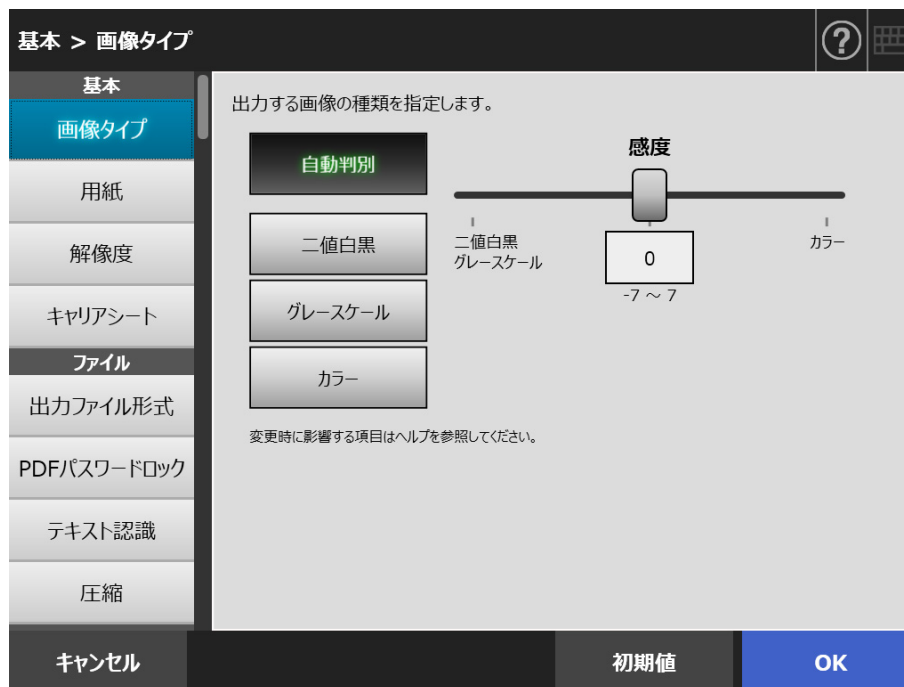 基本 > 画像タイプ
?
基本
画像タイプ
用紙
解像度
キャリアシート
ファイル
出力ファイル形式
PDFパスワードロック
テキスト認識
圧縮
出力する画像の種類を指定します。
自動判別
二値白黒
グレースケール
カラー
感度
二値白黒
グレースケール
カラー
0
-7 ～ 7
変更時に影響する項目はヘルプを参照してください。
キャンセル
初期値
OK